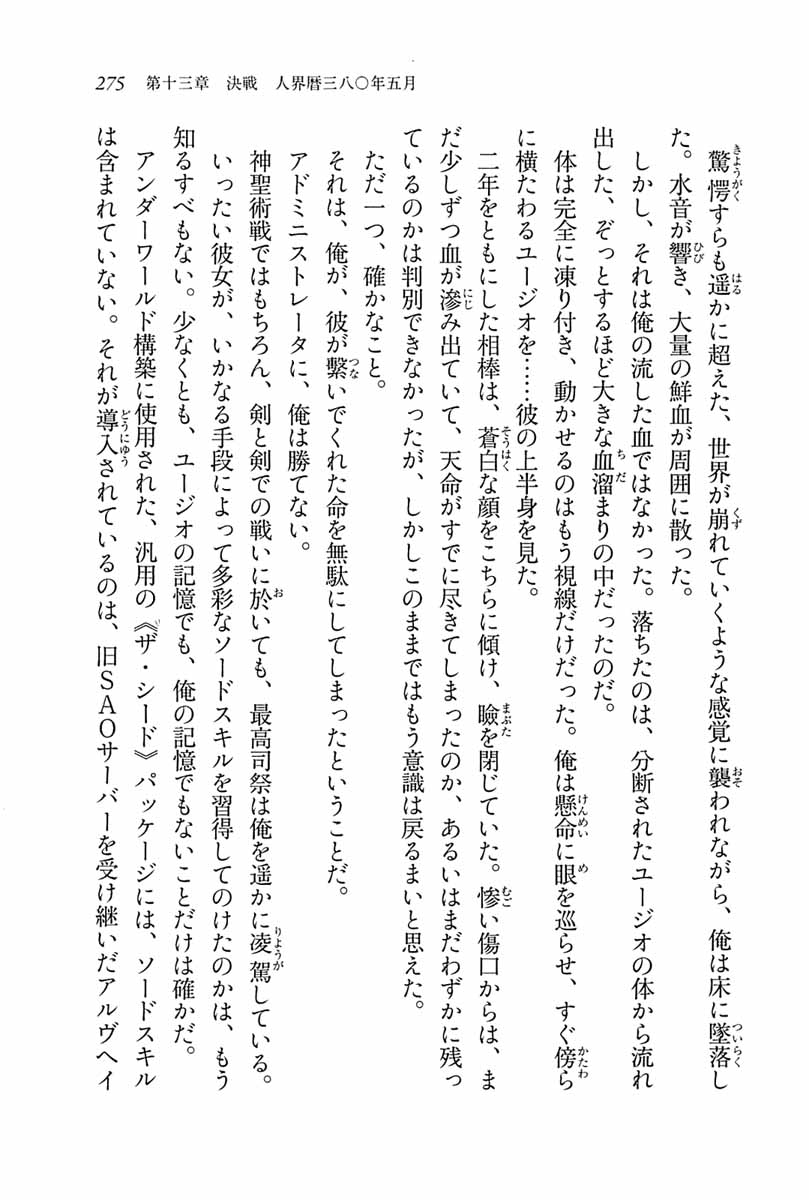 275　第十三章　決戦　人界暦三八〇年五月
　驚愕すらも遥かに超えた、世界が崩れていくような感覚に襲われながら、俺は床に墜落し
た。水音が響き、大量の鮮血が周囲に散った。
　しかし、それは俺の流した血ではなかった。落ちたのは、分断されたユージオの体から流れ
出した、ぞっとするほど大きな血溜まりの中だったのだ。
　体は完全に凍り付き、動かせるのはもう視線だけだった。俺は懸命に眼を巡らせ、すぐ傍ら
に横たわるユージオを……彼の上半身を見た。
　二年をともにした相棒は、蒼白な顔をこちらに傾け、瞼を閉じていた。惨い傷口からは、ま
だ少しずつ血が滲み出ていて、天命がすでに尽きてしまったのか、あるいはまだわずかに残っ
ているのかは判別できなかったが、しかしこのままではもう意識は戻るまいと思えた。
　ただ一つ、確かなこと。
　それは、俺が、彼が繋いでくれた命を無駄にしてしまったということだ。
　アドミニストレータに、俺は勝てない。
　神聖術戦ではもちろん、剣と剣での戦いに於いても、最高司祭は俺を遥かに凌駕している。
　いったい彼女が、いかなる手段によって多彩なソードスキルを習得してのけたのかは、もう
知るすべもない。少なくとも、ユージオの記憶でも、俺の記憶でもないことだけは確かだ。
　アンダーワールド構築に使用された、汎用の《ザ・シード》パッケージには、ソードスキル
は含まれていない。それが導入されているのは、旧ＳＡＯサーバーを受け継いだアルヴヘイ